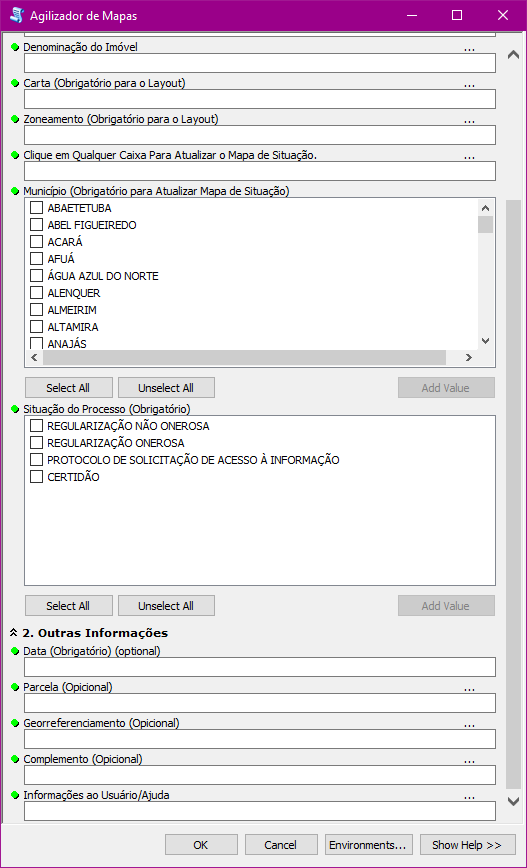 Agilizador de Mapas
Denominação do Imóvel
...
Carta (Obrigatório para o Layout)
...
Zoneamento (Obrigatório para o Layout)
...
Clique em Qualquer Caixa Para Atualizar o Mapa de Situação.
...
Município (Obrigatório para Atualizar Mapa de Situação)
ABAETETUBA
ABEL FIGUEIREDO
ACARÁ
AFUÁ
ÁGUA AZUL DO NORTE
ALENQUER
ALMEIRIM
ALTAMIRA
ANAJÁS
Select All
Unselect All
Add Value
Situação do Processo (Obrigatório)
REGULARIZAÇÃO NÃO ONEROSA
REGULARIZAÇÃO ONEROSA
PROTOCOLO DE SOLICITAÇÃO DE ACESSO À INFORMAÇÃO
CERTIDÃO
Select All
Unselect All
Add Value
2. Outras Informações
Data (Obrigatório) (optional)
Parcela (Opicional)
...
Georreferenciamento (Opicional)
...
Complemento (Opicional)
...
Informações ao Usuário/Ajuda
...
OK
Cancel
Environments...
Show Help >>